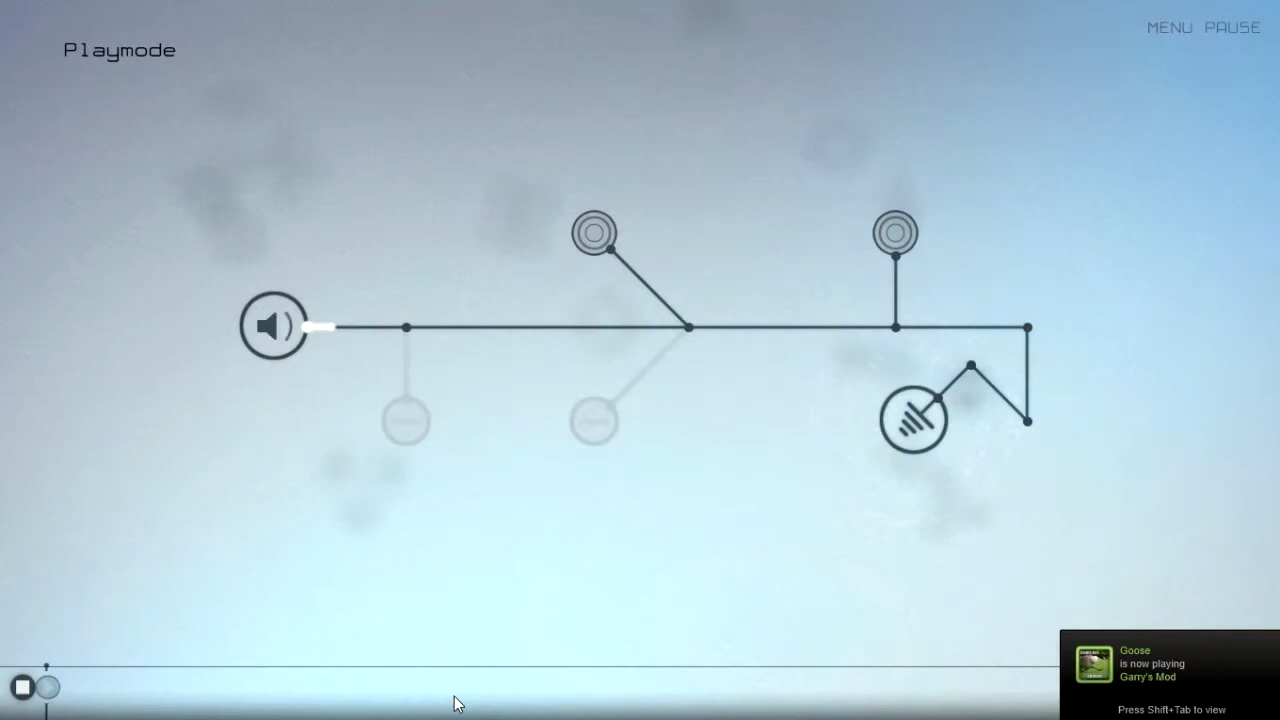 MENU PAUSE
Playmode
Goose
is now playing
Garry's Mod
Press Shift+Tab to view